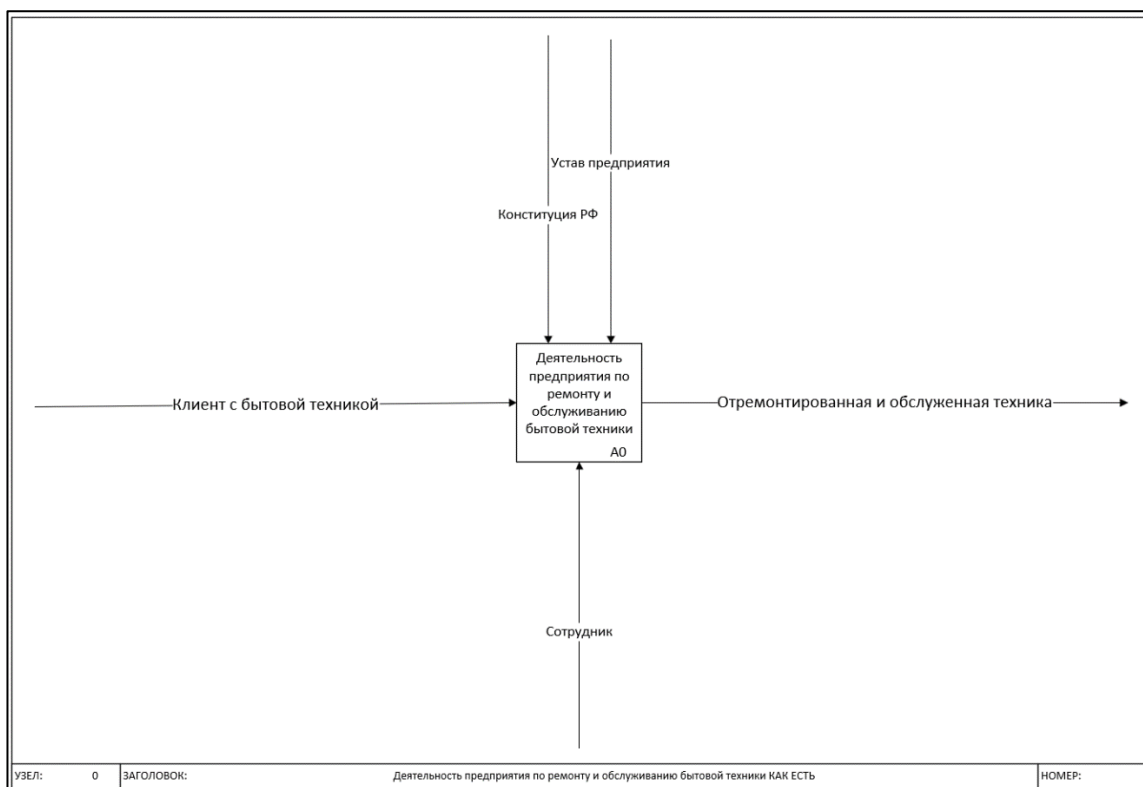 Устав предприятия
Конституция РФ
Деятельность
предприятия по
ремонту и
обслуживанию
бытовой техники
A0
Клиент с бытовой техникой
Отремонтированная и обслуженная техника
Сотрудник
УЗЕЛ: 0 ЗАГОЛОВОК: Деятельность предприятия по ремонту и обслуживанию бытовой техники КАК ЕСТЬ НОМЕР: